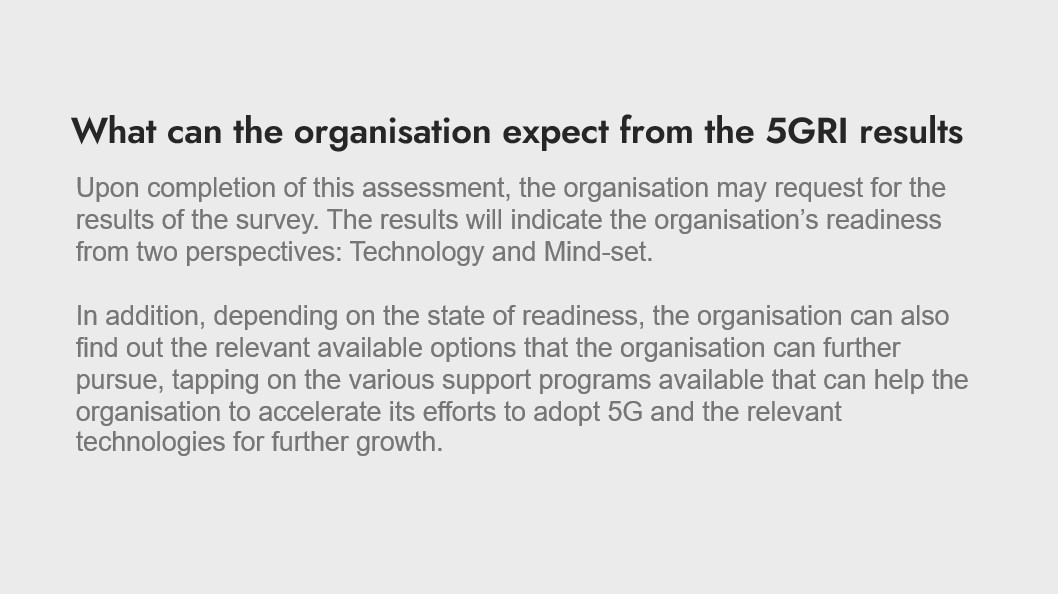 What can the organisation expect from the 5GRI results
Upon completion of this assessment, the organisation may request for the
results of the survey. The results will indicate the organisation’s readiness
from two perspectives: Technology and Mind-set.
In addition, depending on the state of readiness, the organisation can also
find out the relevant available options that the organisation can further
pursue, tapping on the various support programs available that can help the
organisation to accelerate its efforts to adopt 5G and the relevant
technologies for further growth.